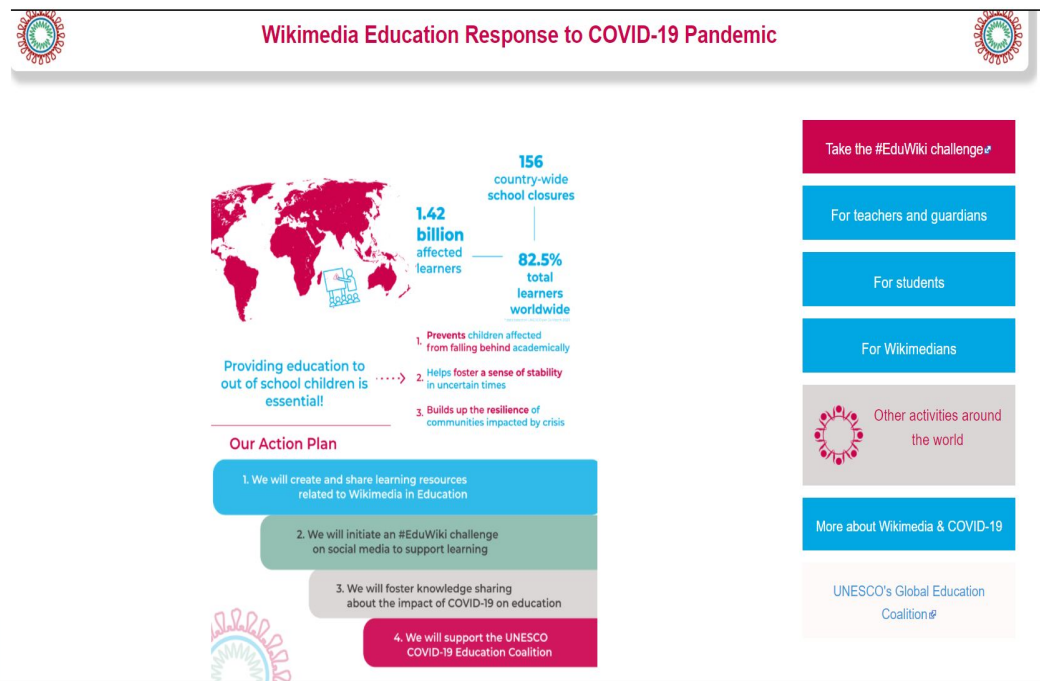 Wikimedia Education Response to COVID-19 Pandemic
156
country-wide
school closures
1.42
billion
affected
learners
82.5%
total
learners
worldwide
Providing education to
out of school children is
essential!
1. Prevents children affected
from falling behind academically
2. Helps foster a sense of stability
in uncertain times
3. Builds up the resilience of
communities impacted by crisis
Our Action Plan
1. We will create and share learning resources
related to Wikimedia in Education
2. We will initiate an #EduWiki challenge
on social media to support learning
3. We will foster knowledge sharing
about the impact of COVID-19 on education
4. We will support the UNESCO
COVID-19 Education Coalition
Take the #EduWiki challenge
For teachers and guardians
For students
For Wikimedians
Other activities around
the world
More about Wikimedia & COVID-19
UNESCO's Global Education
Coalition